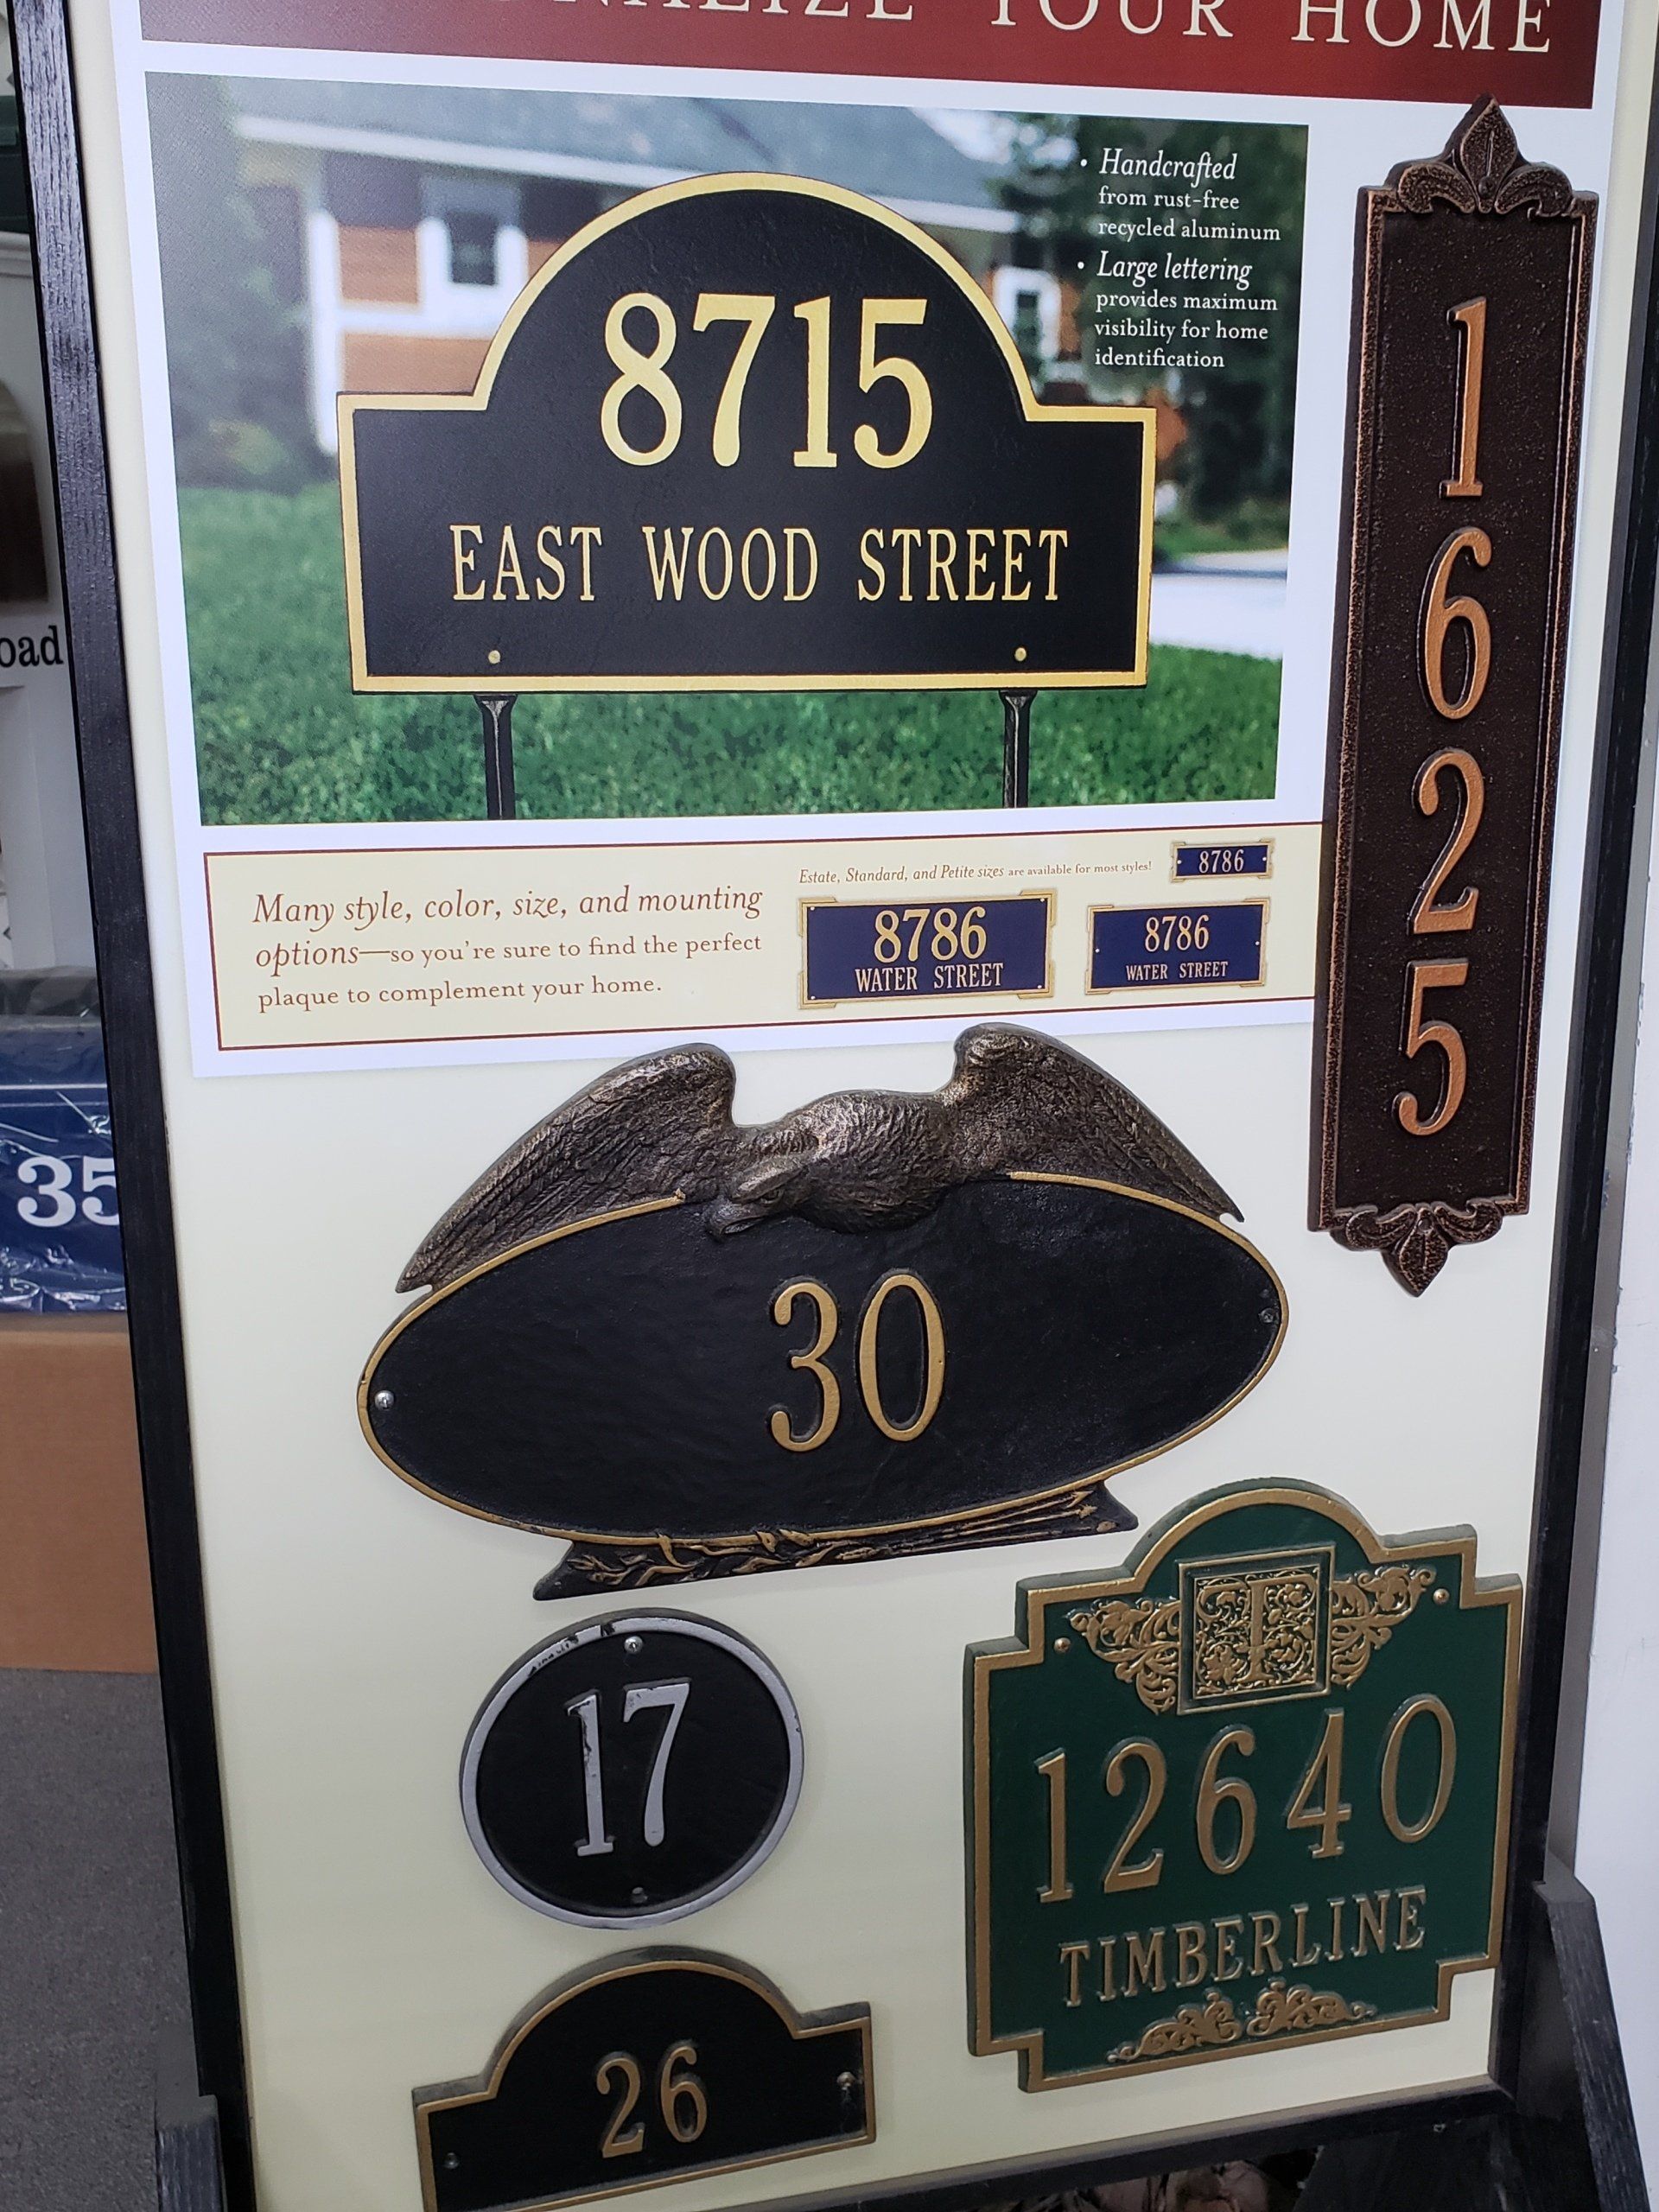 YOUR HOME
• Handcrafted
from rust-free
recycled aluminum
• Large lettering
provides maximum
visibility for home
identification
8715
EAST WOOD STREET
1
6
2
5
Many style, color, size, and mounting
options—so you're sure to find the perfect
plaque to complement your home.
Estate, Standard, and Petite sizes are available for most styles!
8786
8786
WATER STREET
8786
WATER STREET
30
17
T
12640
TIMBERLINE
26
oad
35